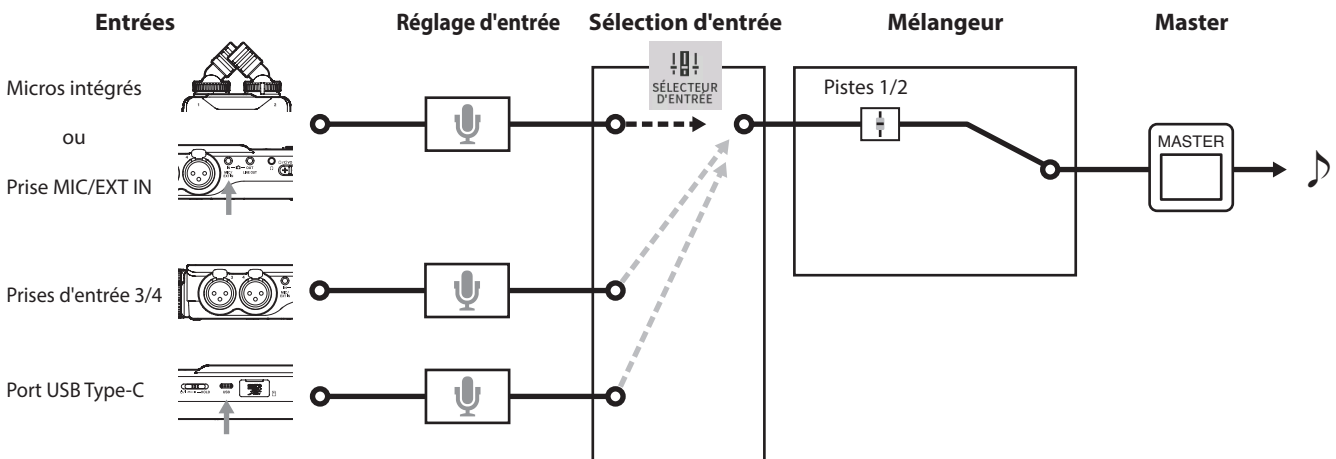 Entrées
Réglage d'entrée
Sélection d'entrée
Mélangeur
Master
Micros intégrés
ou
Prise MIC/EXT IN
SÉLECTEUR
D'ENTRÉE
Pistes 1/2
MASTER
Prises d'entrée 3/4
Port USB Type-C